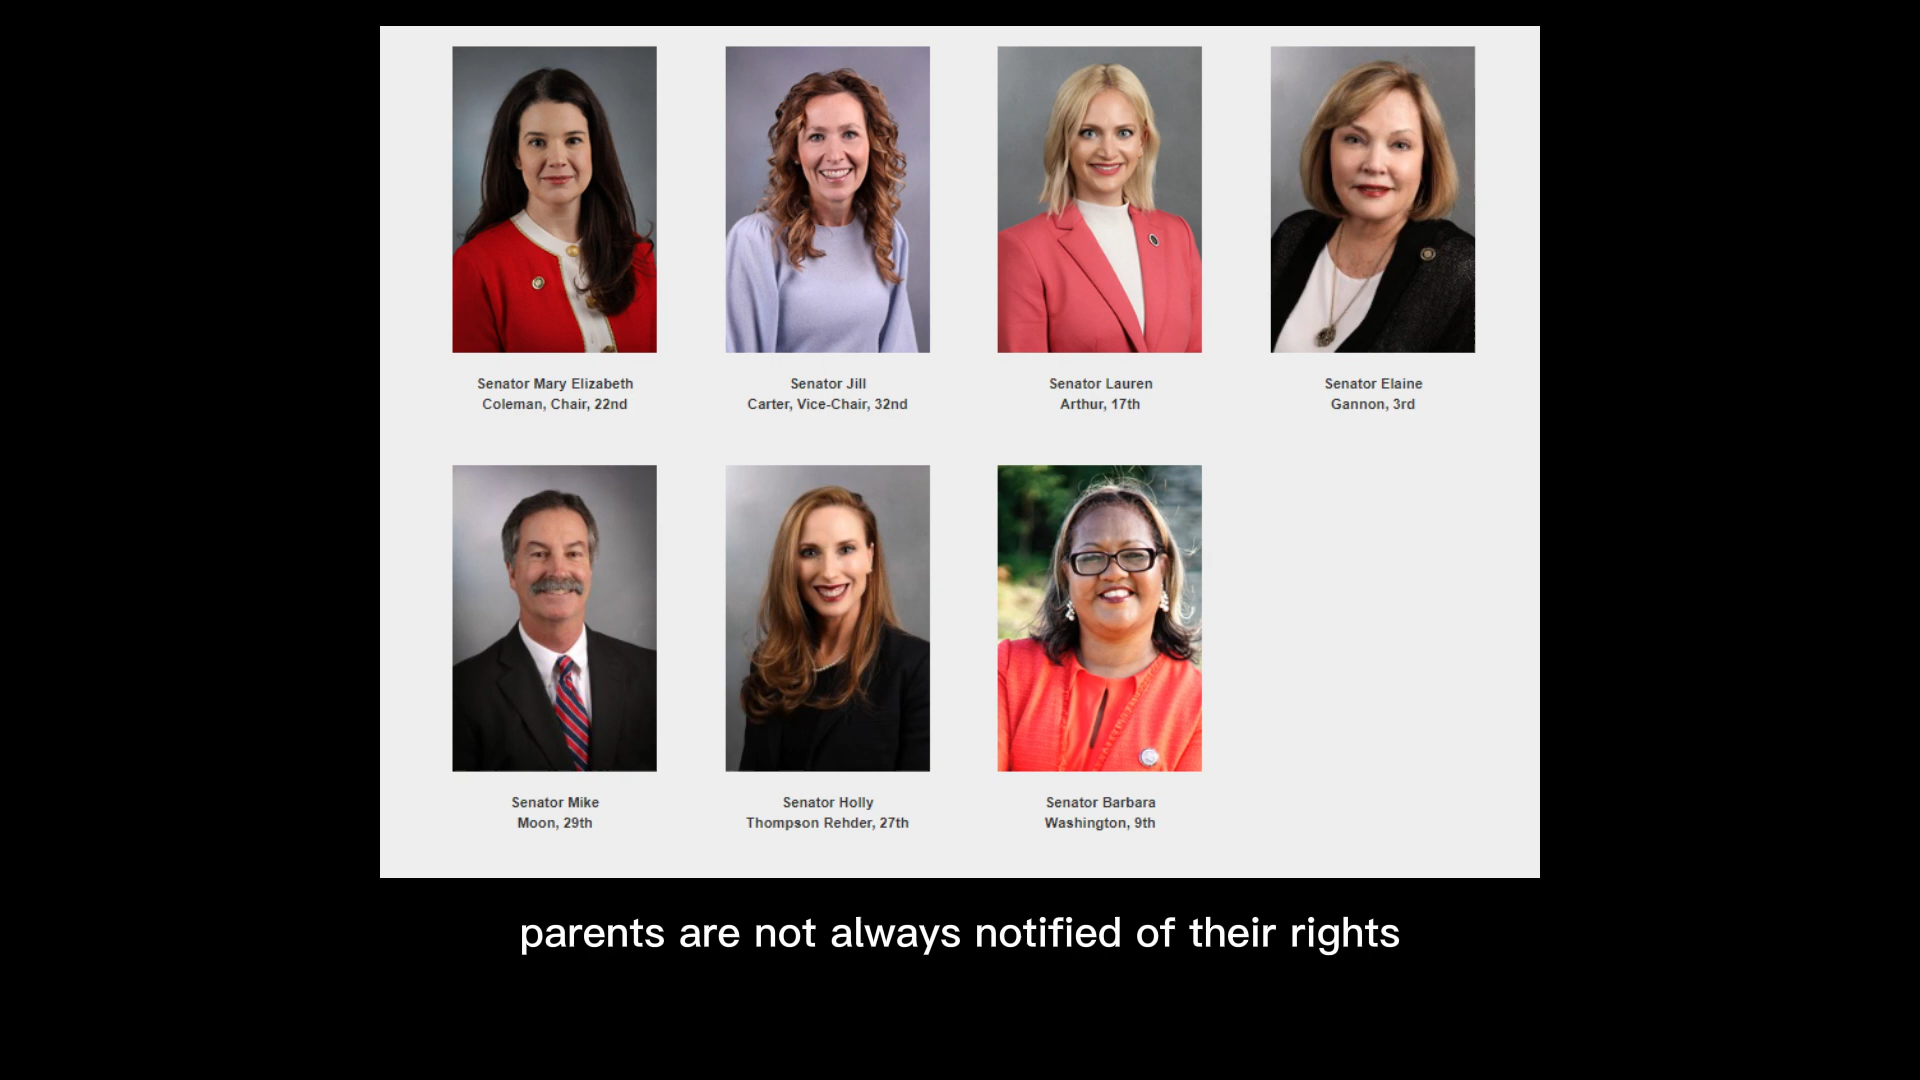 Senator Mary Elizabeth
Coleman, Chair, 22nd
Senator Jill
Carter, Vice-Chair, 32nd
Senator Lauren
Arthur, 17th
Senator Elaine
Gannon, 3rd
Senator Mike
Moon, 29th
Senator Holly
Thompson Rehder, 27th
Senator Barbara
Washington, 9th
parents are not always notified of their rights